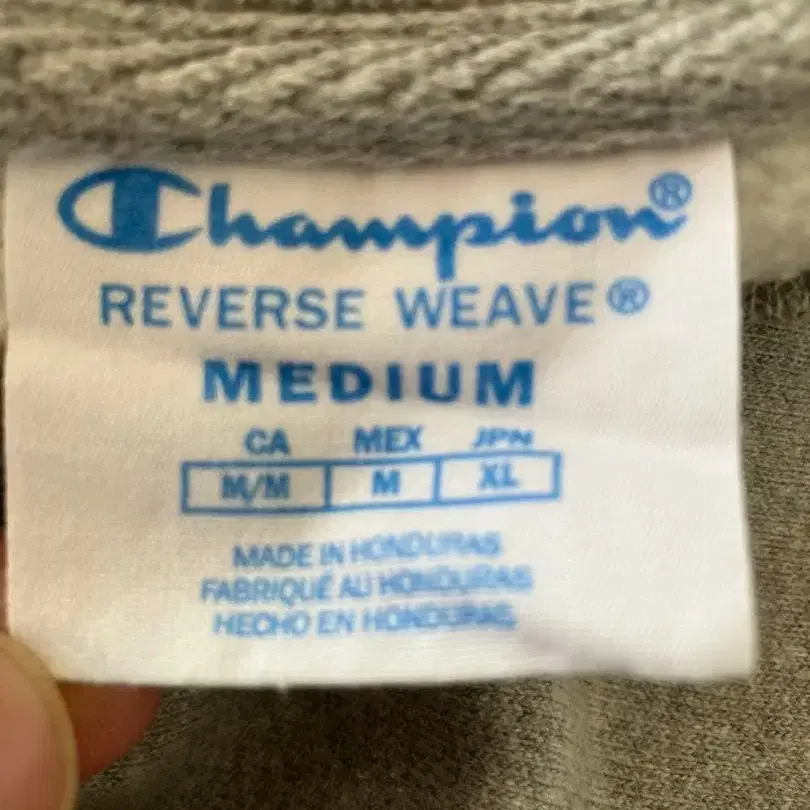 Champion®
REVERSE WEAVE®
MEDIUM
CA MEX JPN
M/M M XL
MADE IN HONDURAS
FABRIQUÉ AU HONDURAS
HECHO EN HONDURAS